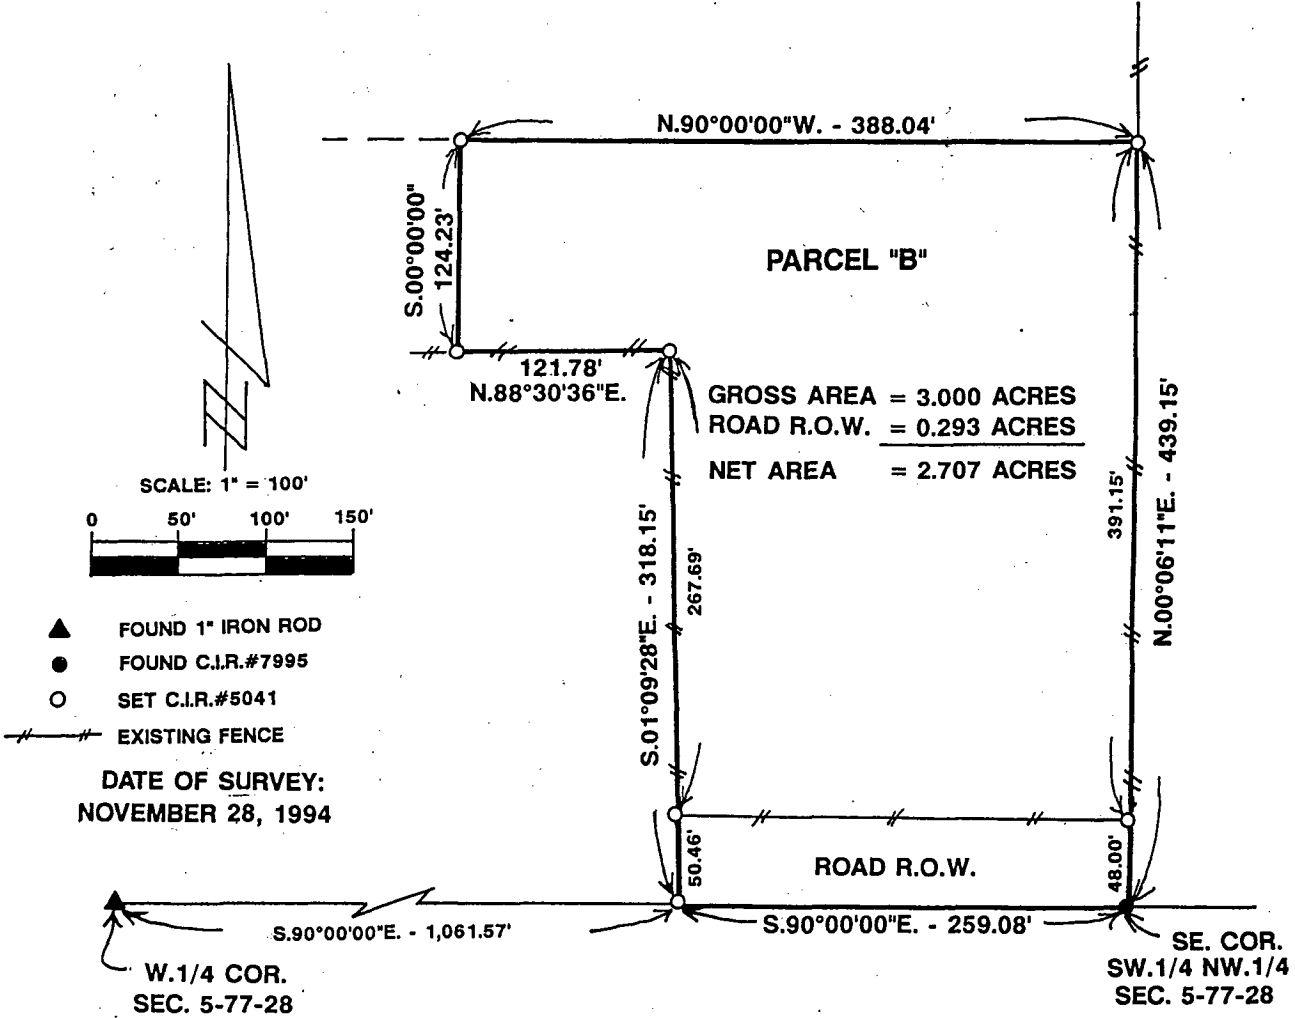 N.90°00'00"W. - 388.04'
S.00°00'00"
124.23'
PARCEL "B"
121.78'
N.88°30'36"E.
GROSS AREA = 3.000 ACRES
ROAD R.O.W. = 0.293 ACRES
NET AREA = 2.707 ACRES
391.15'
N.00°06'11"E. - 439.15'
SCALE: 1" = 100'
0 50' 100' 150'
S.01°09'28"E. - 318.15'
267.69'
FOUND 1" IRON ROD
FOUND C.I.R.#7995
SET C.I.R.#5041
EXISTING FENCE
DATE OF SURVEY:
NOVEMBER 28, 1994
50.46'
ROAD R.O.W.
48.00'
S.90°00'00"E. - 1,061.57'
S.90°00'00"E. - 259.08'
W.1/4 COR.
SEC. 5-77-28
SE. COR.
SW.1/4 NW.1/4
SEC. 5-77-28